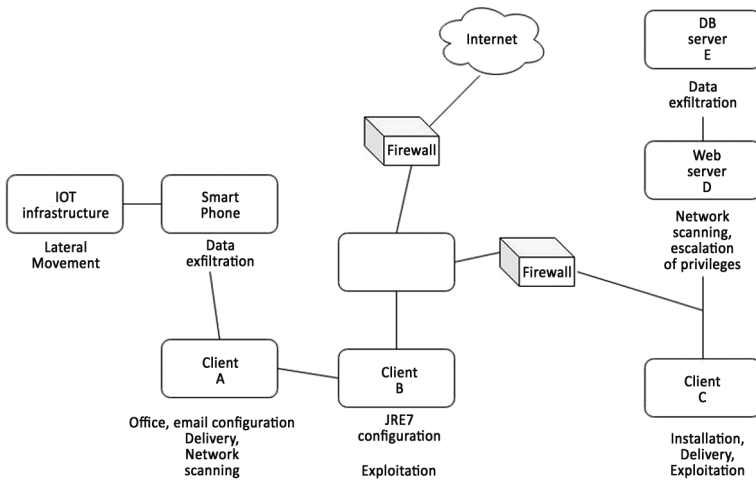 Internet
Firewall
DB
server
E
Data
exfiltration
Web
server
D
Network
scanning,
escalation
of privileges
IOT
infrastructure
Lateral
Movement
Smart
Phone
Data
exfiltration
Firewall
Client
A
Office, email configuration
Delivery,
Network
scanning
Client
B
JRE7
configuration
Exploitation
Client
C
Installation,
Delivery,
Exploitation